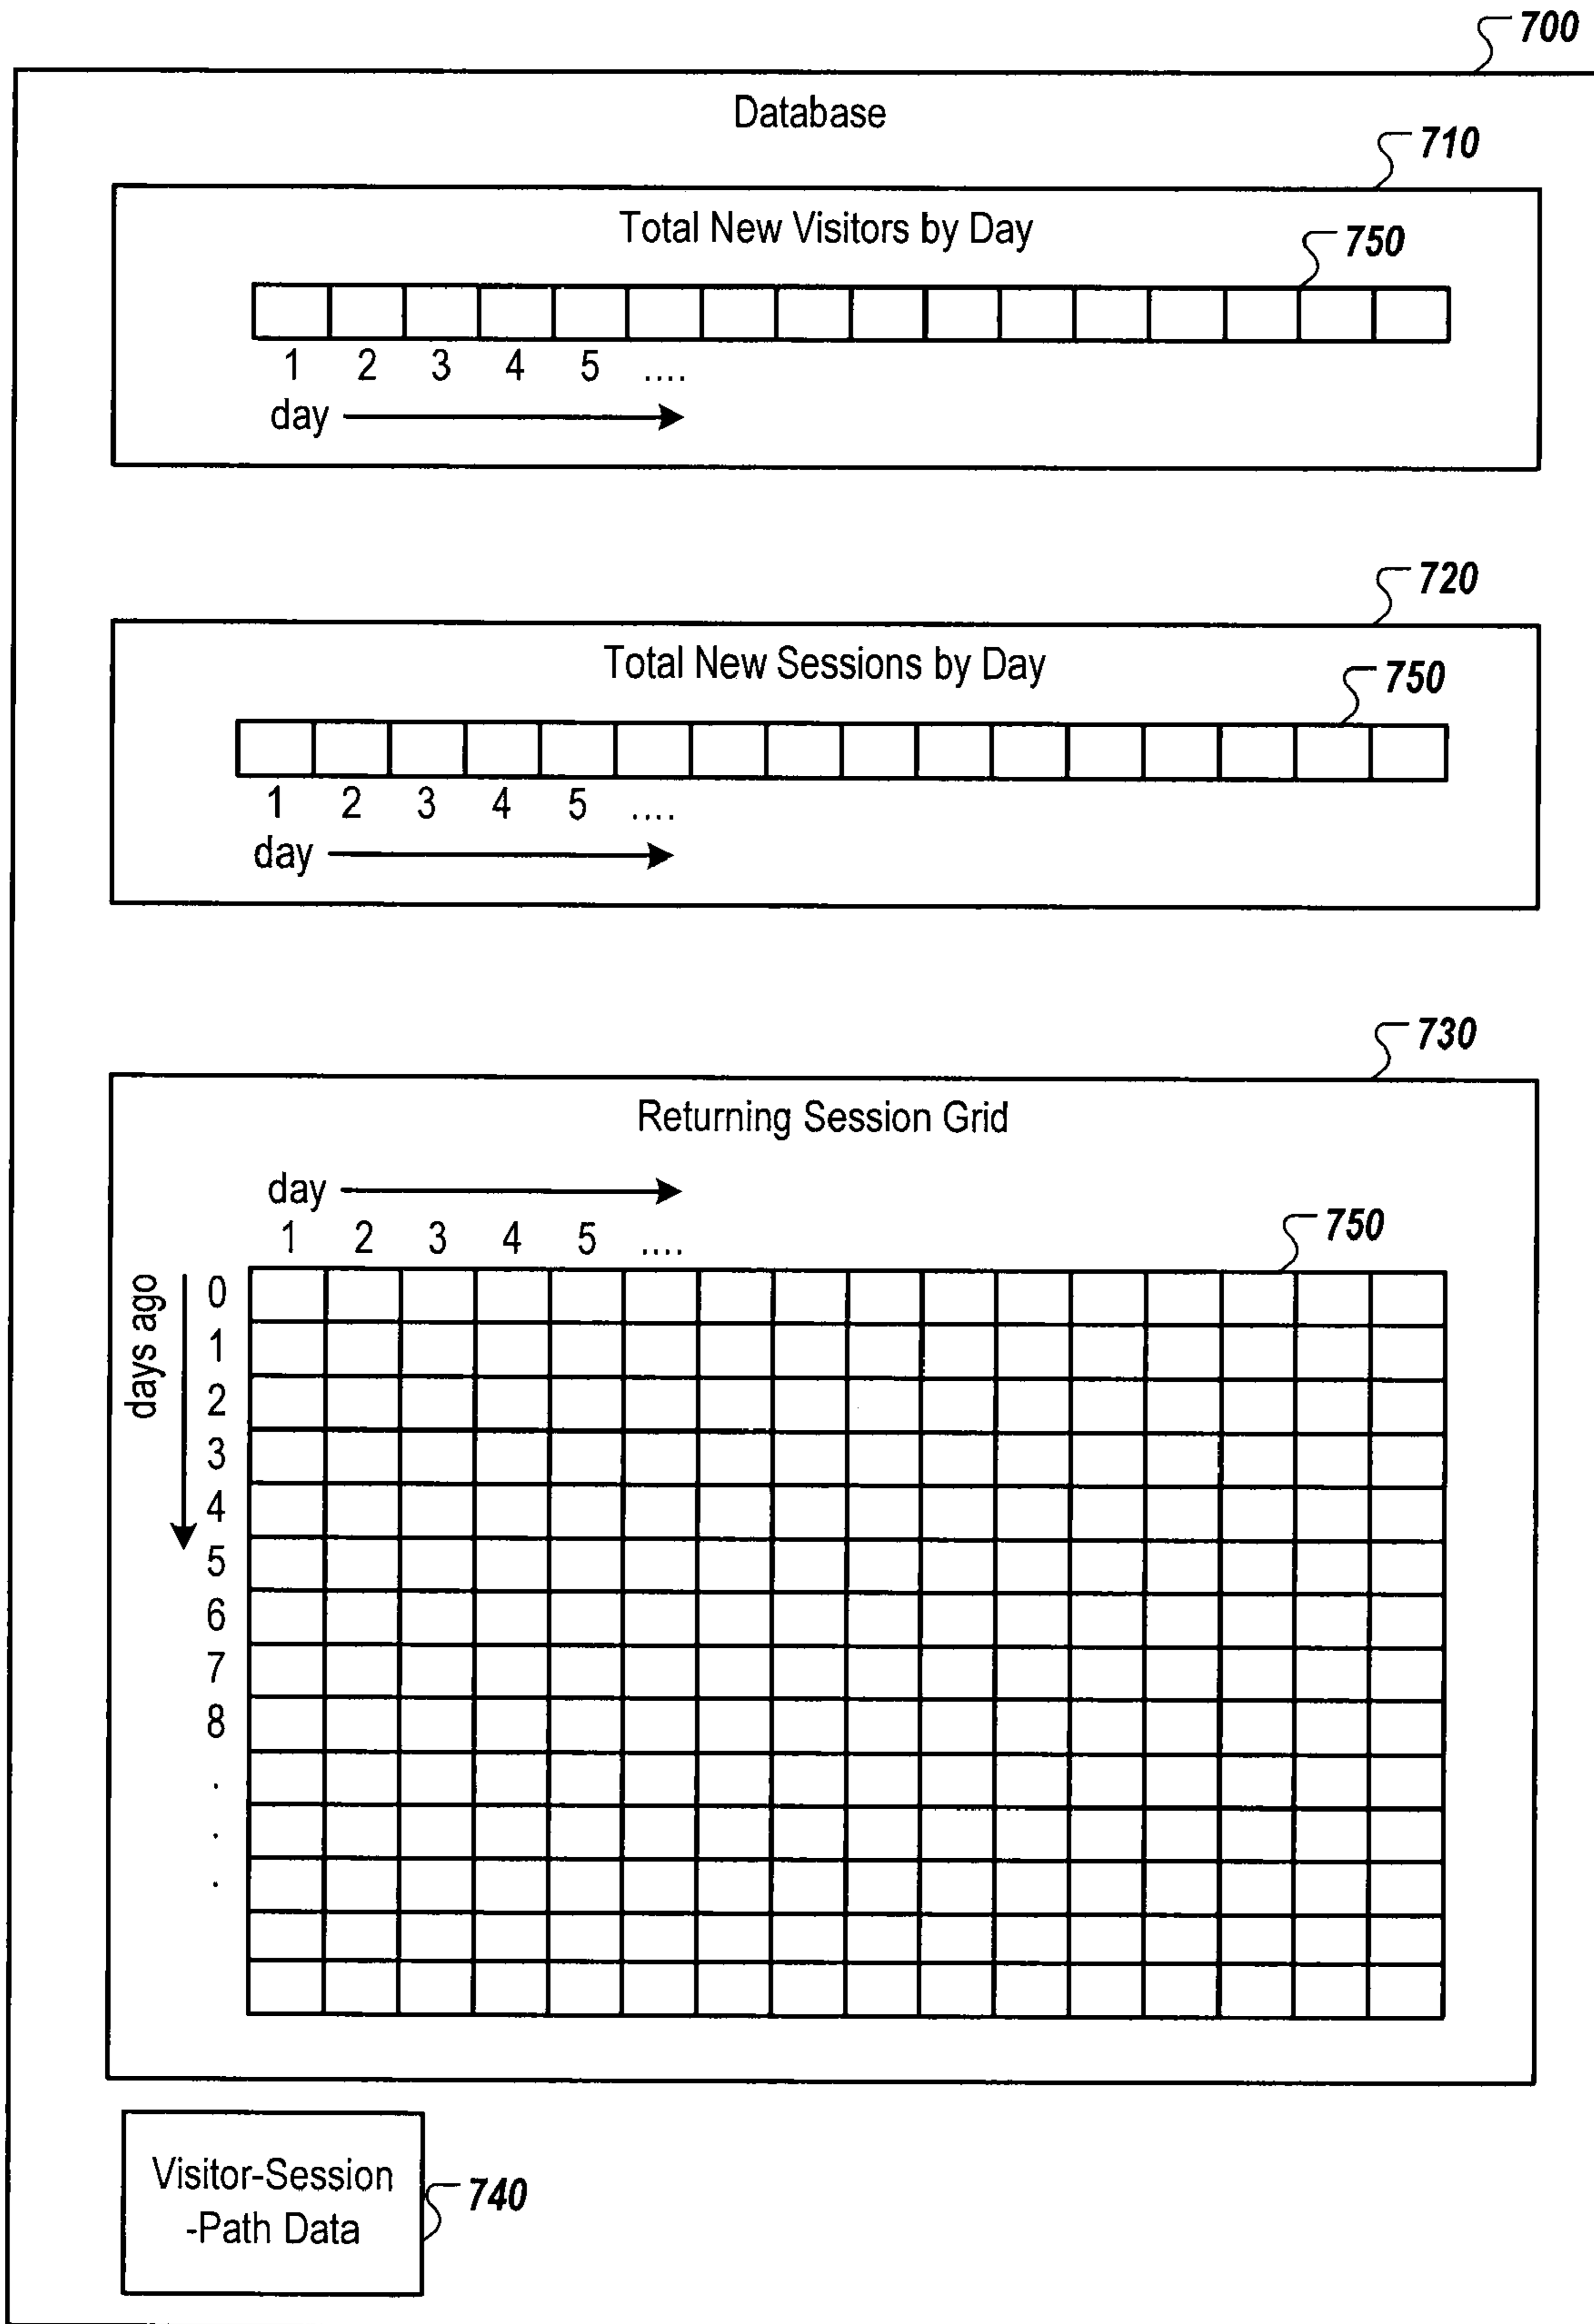 700
Database
710
Total New Visitors by Day
750
1 2 3 4 5 ....
day
720
Total New Sessions by Day
750
1 2 3 4 5 ....
day
730
Returning Session Grid
day
750
1 2 3 4 5 ....
days ago
0
1
2
3
4
5
6
7
8
.
.
.
Visitor-Session
-Path Data
740